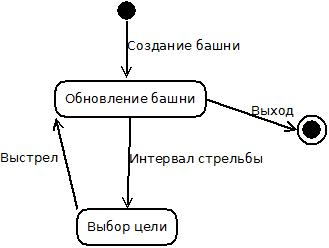 Создание башни
Обновление башни
Выход
Выстрел
Интервал стрельбы
Выбор цели